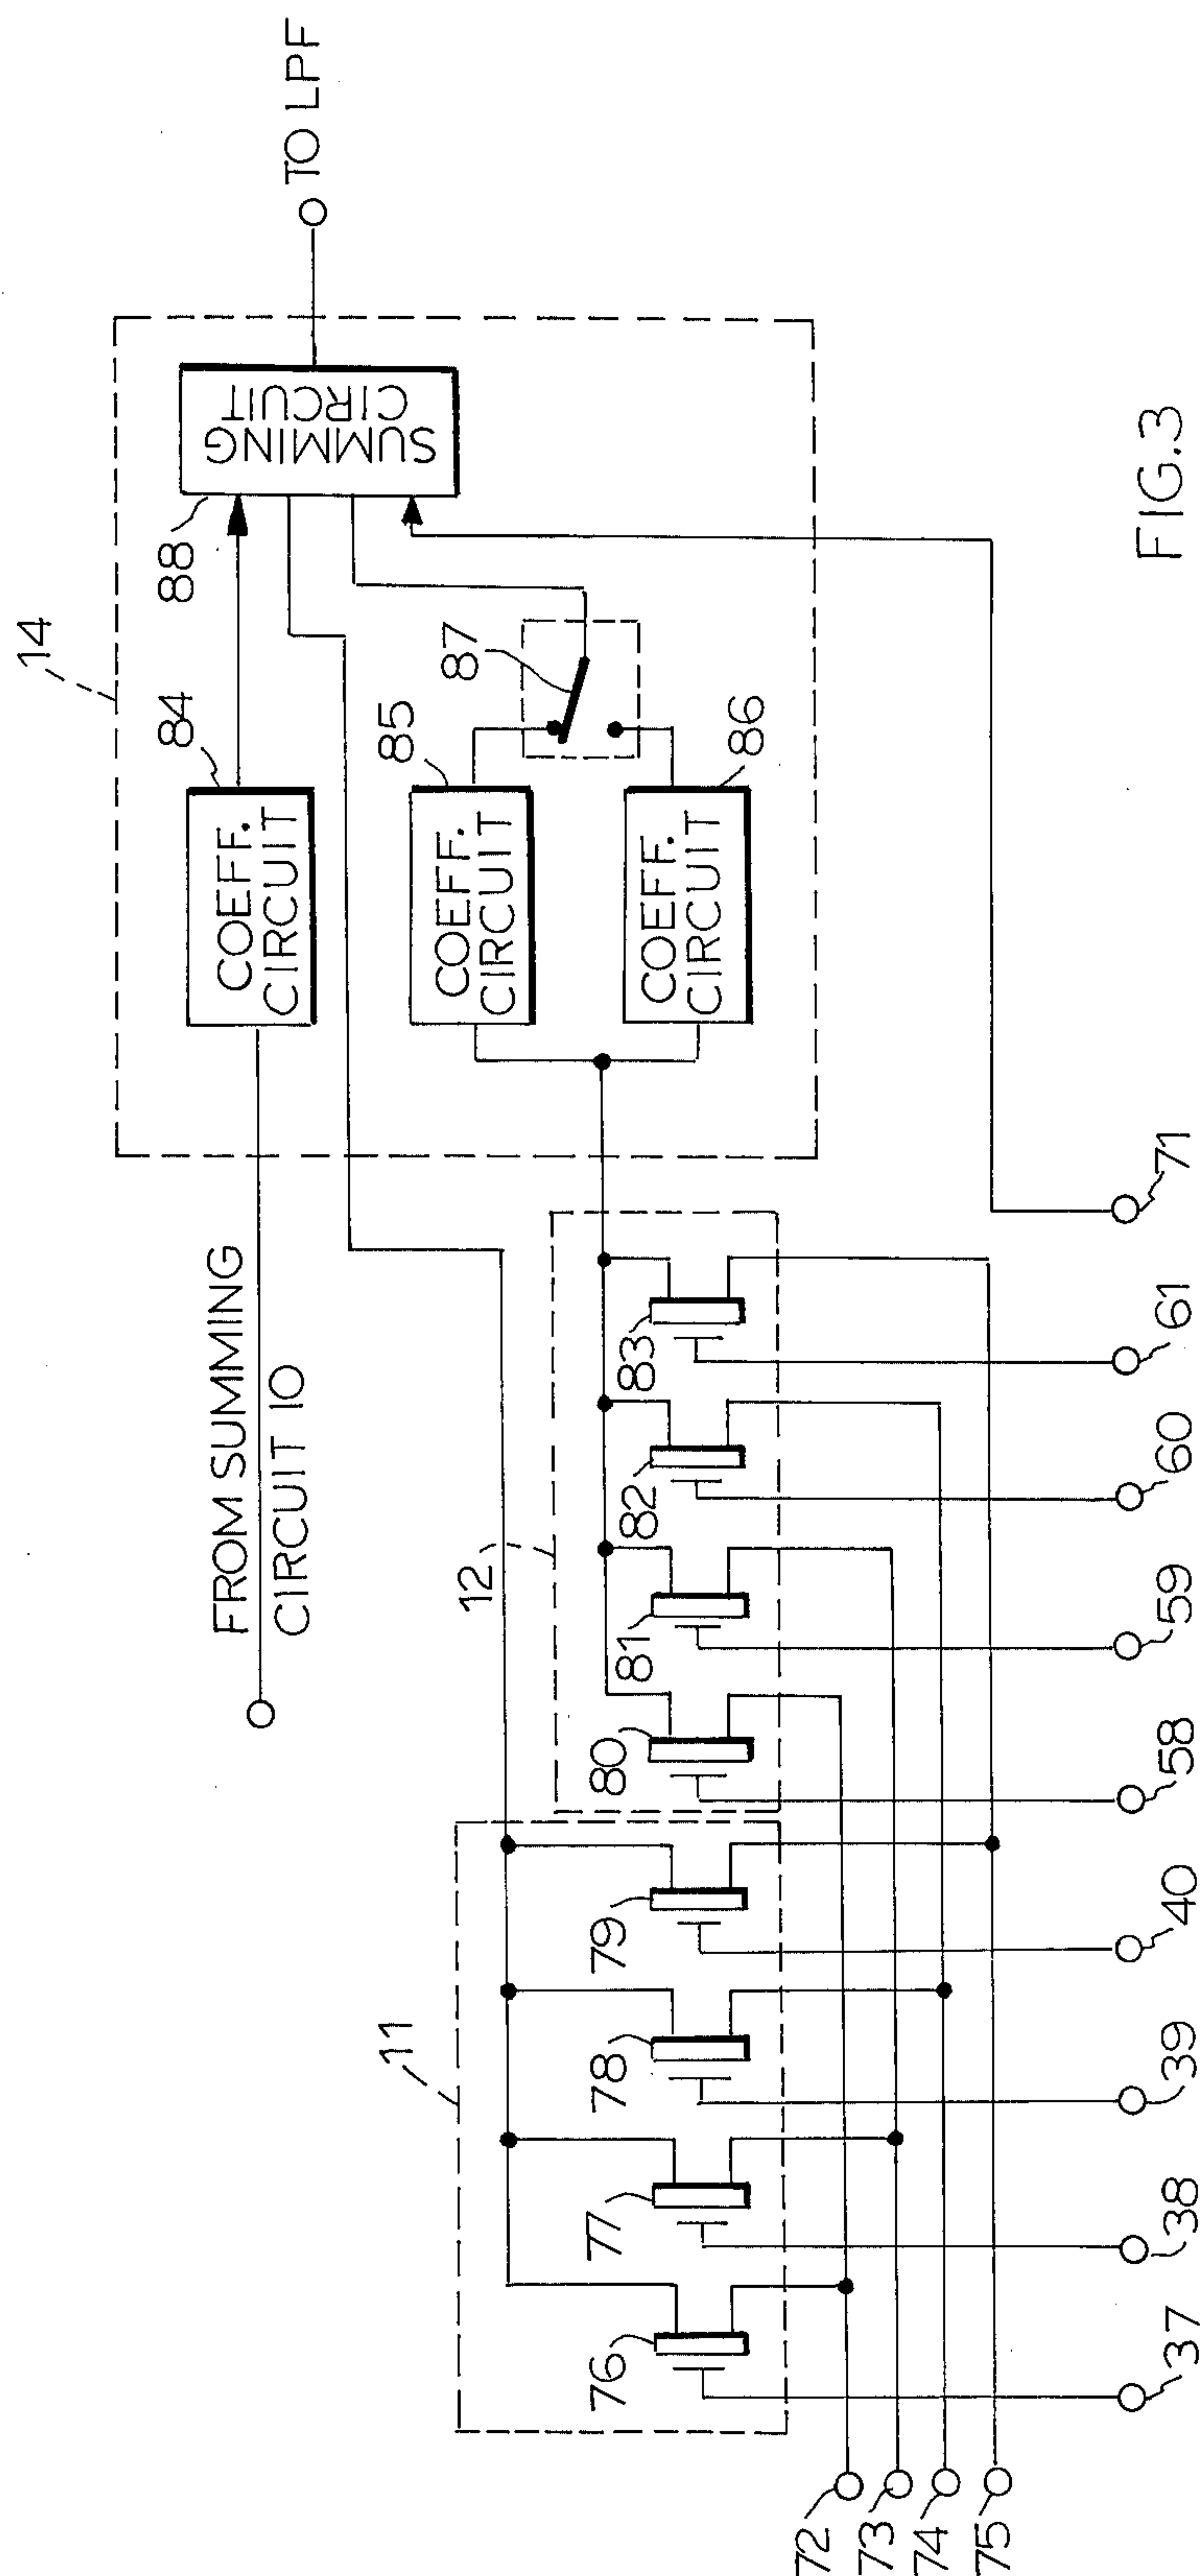 14
84
COEFF.
CIRCUIT
88
SUMMING
CIRCUIT
TO LPF
FROM SUMMING
CIRCUIT 10
85
COEFF.
CIRCUIT
87
COEFF.
CIRCUIT
86
11
12
76
77
78
79
80
81
82
83
72
73
74
75
37
38
39
40
58
59
60
61
71
FIG.3